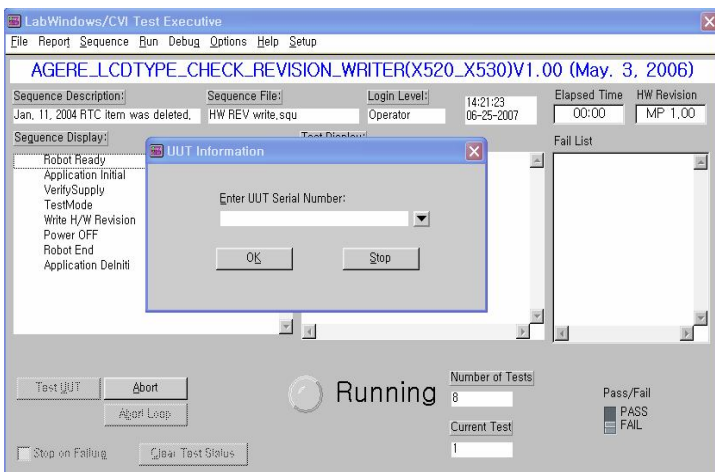 LabWindows/CVI Test Executive
File Report Sequence Run Debug Options Help Setup
AGERE_LCDTYPE_CHECK_REVISION_WRITER(X520_X530)V1.00 (May. 3, 2006)
Sequence Description: Sequence File: Login Level: 14:21:23 Elapsed Time HW Revision
Jan, 11, 2004 RTC item was deleted, HW REV write,squ Operator 06-25-2007 00:00 MP 1,00
Sequence Display: Test Display: Fail List
Robot Ready
Application Initial
VerifySupply
TestMode
Write H/W Revision
Power OFF
Robot End
Application DeIniti
UUT Information
Enter UUT Serial Number:
OK Stop
Test UUT Abort
Abort Loop
Stop on Failure Clear Test Status
Running
Number of Tests
8
Current Test
1
Pass/Fail
PASS
FAIL